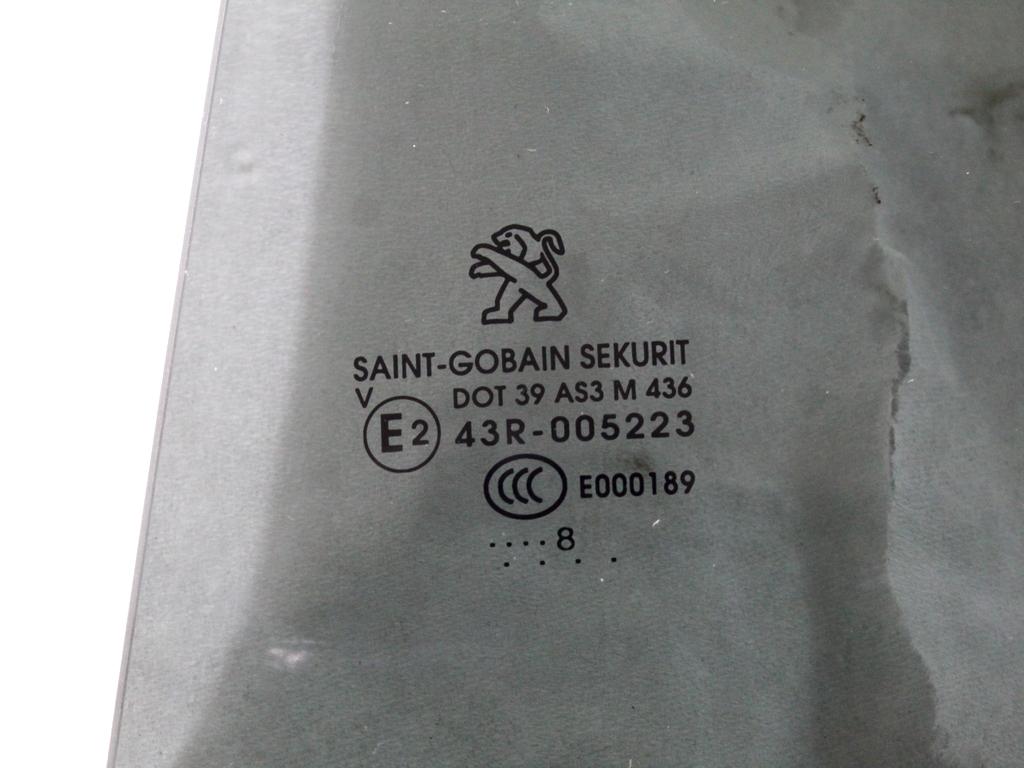 SAINT-GOBAIN SEKURIT
V DOT 39 AS3 M 436
E2 43R-005223
CCC E000189
....8
. . . .